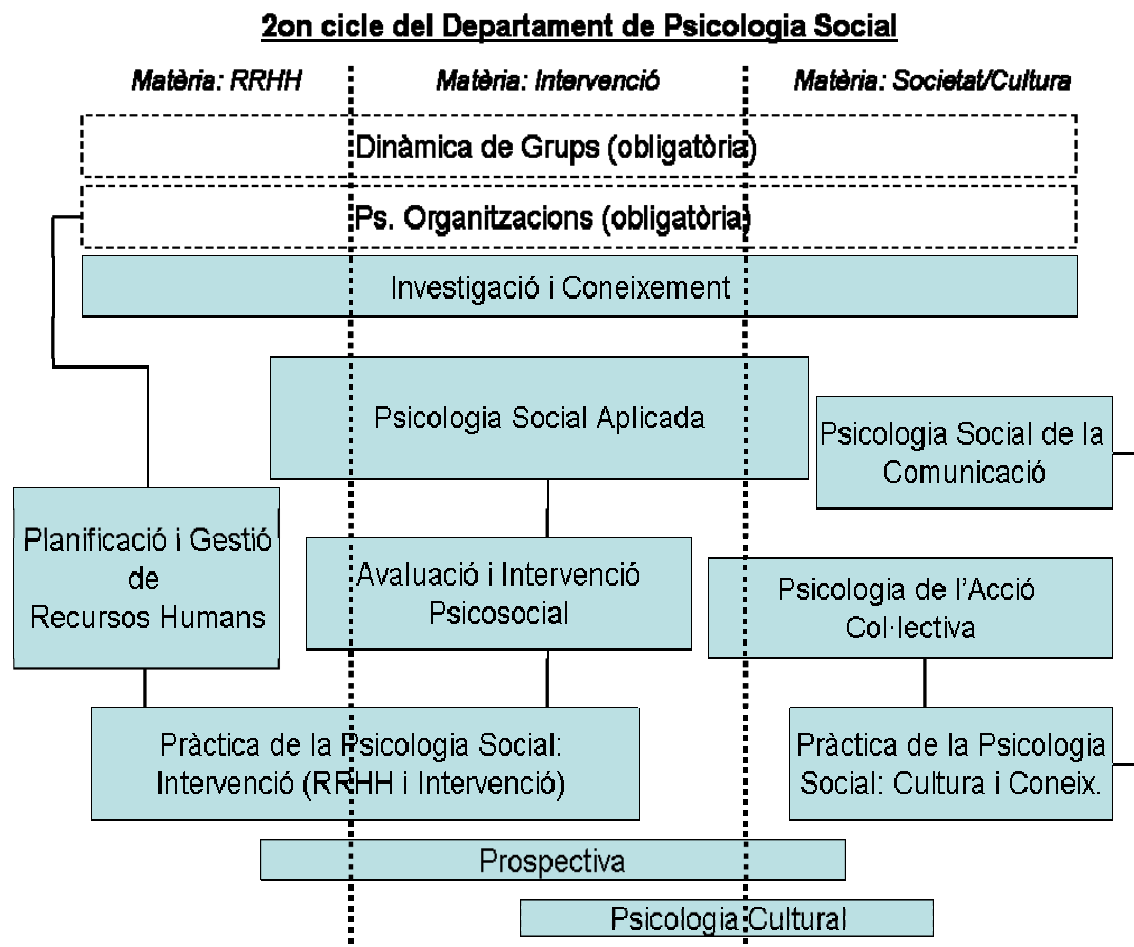 2on cicle del Departament de Psicologia Social
Matèria: RRHH
Matèria: Intervenció
Matèria: Societat/Cultura
Dinàmica de Grups (obligatòria)
Ps. Organitzacions (obligatòria)
Investigació i Coneixement
Psicologia Social Aplicada
Psicologia Social de la
Comunicació
Planificació i Gestió
de
Recursos Humans
Avaluació i Intervenció
Psicosocial
Psicologia de l'Acció
Col·lectiva
Pràctica de la Psicologia Social:
Intervenció (RRHH i Intervenció)
Pràctica de la Psicologia
Social: Cultura i Coneix.
Prospectiva
Psicologia Cultural